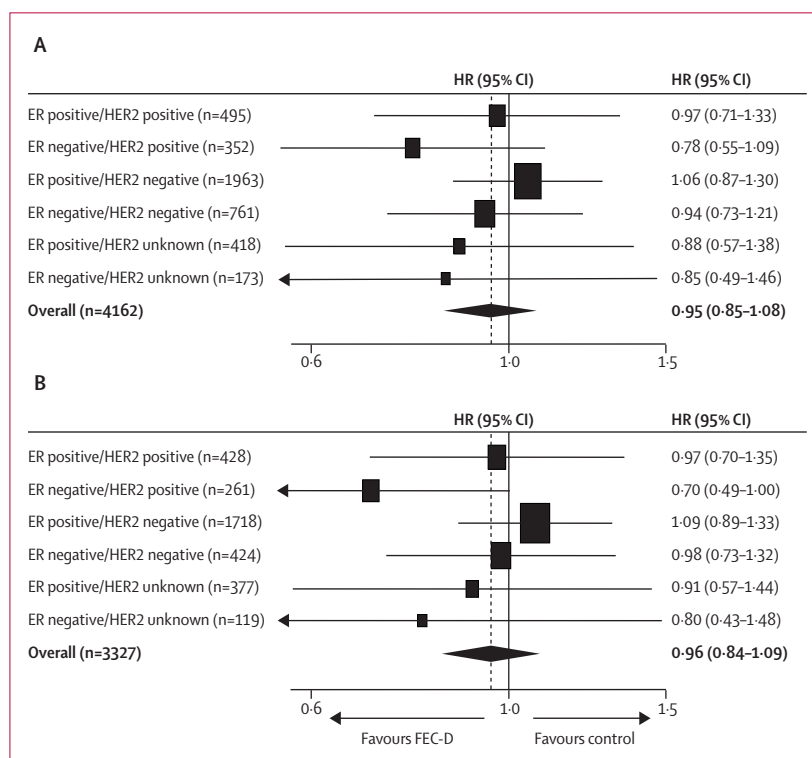 A
HR (95% CI) HR (95% CI)
ER positive/HER2 positive (n=495) 0·97 (0·71–1·33)
ER negative/HER2 positive (n=352) 0·78 (0·55–1·09)
ER positive/HER2 negative (n=1963) 1·06 (0·87–1·30)
ER negative/HER2 negative (n=761) 0·94 (0·73–1·21)
ER positive/HER2 unknown (n=418) 0·88 (0·57–1·38)
ER negative/HER2 unknown (n=173) 0·85 (0·49–1·46)
Overall (n=4162) 0·95 (0·85–1·08)
0·6 1·0 1·5
B
HR (95% CI) HR (95% CI)
ER positive/HER2 positive (n=428) 0·97 (0·70–1·35)
ER negative/HER2 positive (n=261) 0·70 (0·49–1·00)
ER positive/HER2 negative (n=1718) 1·09 (0·89–1·33)
ER negative/HER2 negative (n=424) 0·98 (0·73–1·32)
ER positive/HER2 unknown (n=377) 0·91 (0·57–1·44)
ER negative/HER2 unknown (n=119) 0·80 (0·43–1·48)
Overall (n=3327) 0·96 (0·84–1·09)
0·6 1·0 1·5
Favours FEC-D Favours control